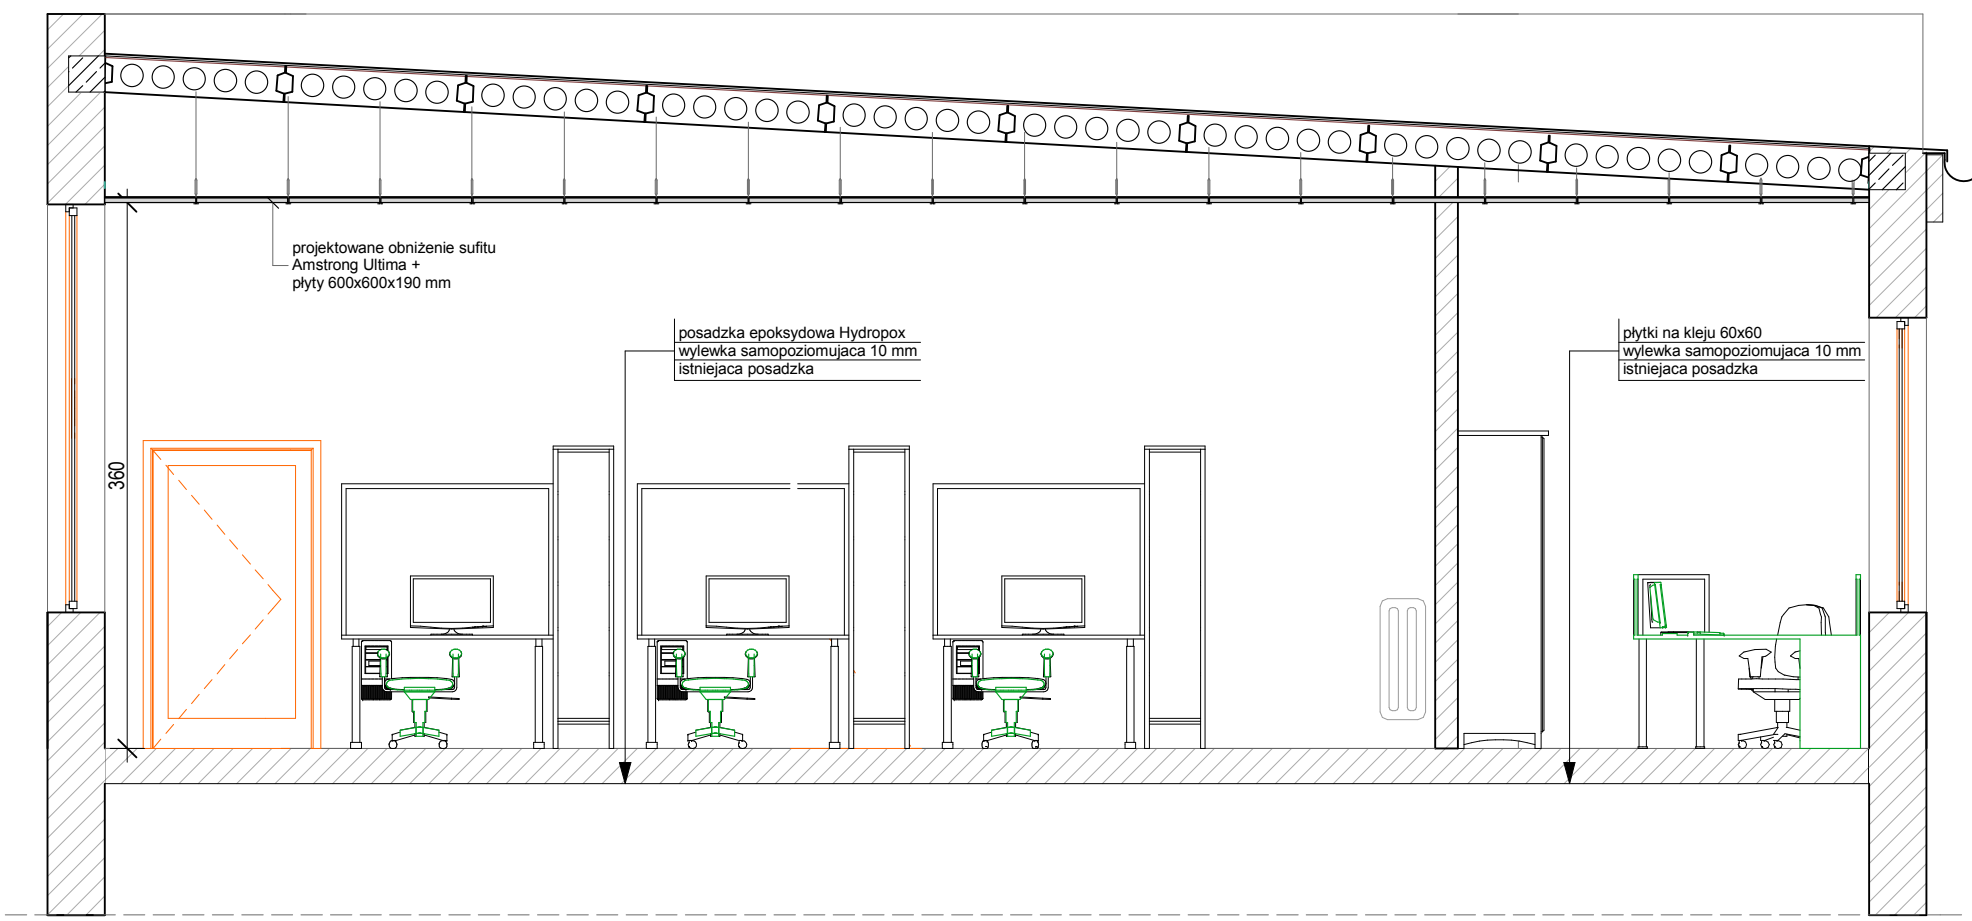 projektowane obniżenie sufitu
Amstrong Ultima +
płyty 600x600x190 mm
posadzka epoksydowa Hydropox
wylewka samopoziomujaca 10 mm
istniejaca posadzka
płytki na kleju 60x60
wylewka samopoziomujaca 10 mm
istniejaca posadzka
360